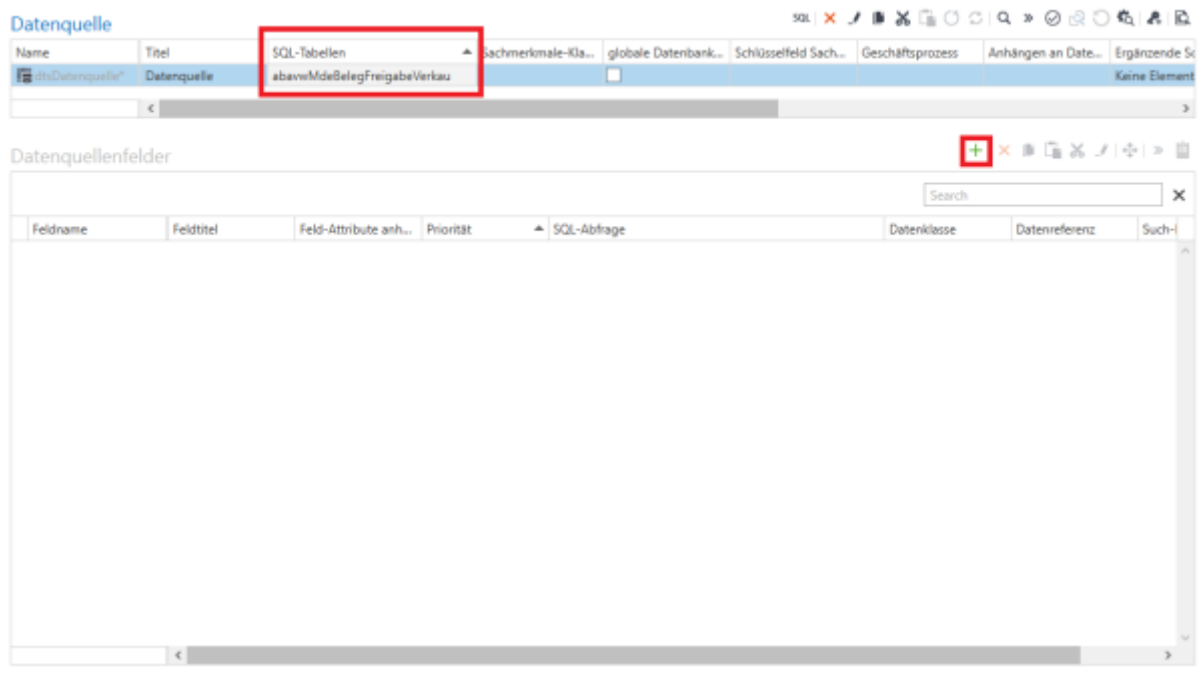 Datenquelle
SQL
Name Titel SQL-Tabellen Sachmerkmale-Kla... globale Datenbank... Schlüsselfeld Sach... Geschäftsprozess Anhängen an Date... Ergänzende Sc
dtsDatenquelle* Datenquelle abavwMdeBelegFreigabeVerkau Keine Element
Datenquellenfelder
Search
Feldname Feldtitel Feld-Attribute anh... Priorität SQL-Abfrage Datenklasse Datenreferenz Such-